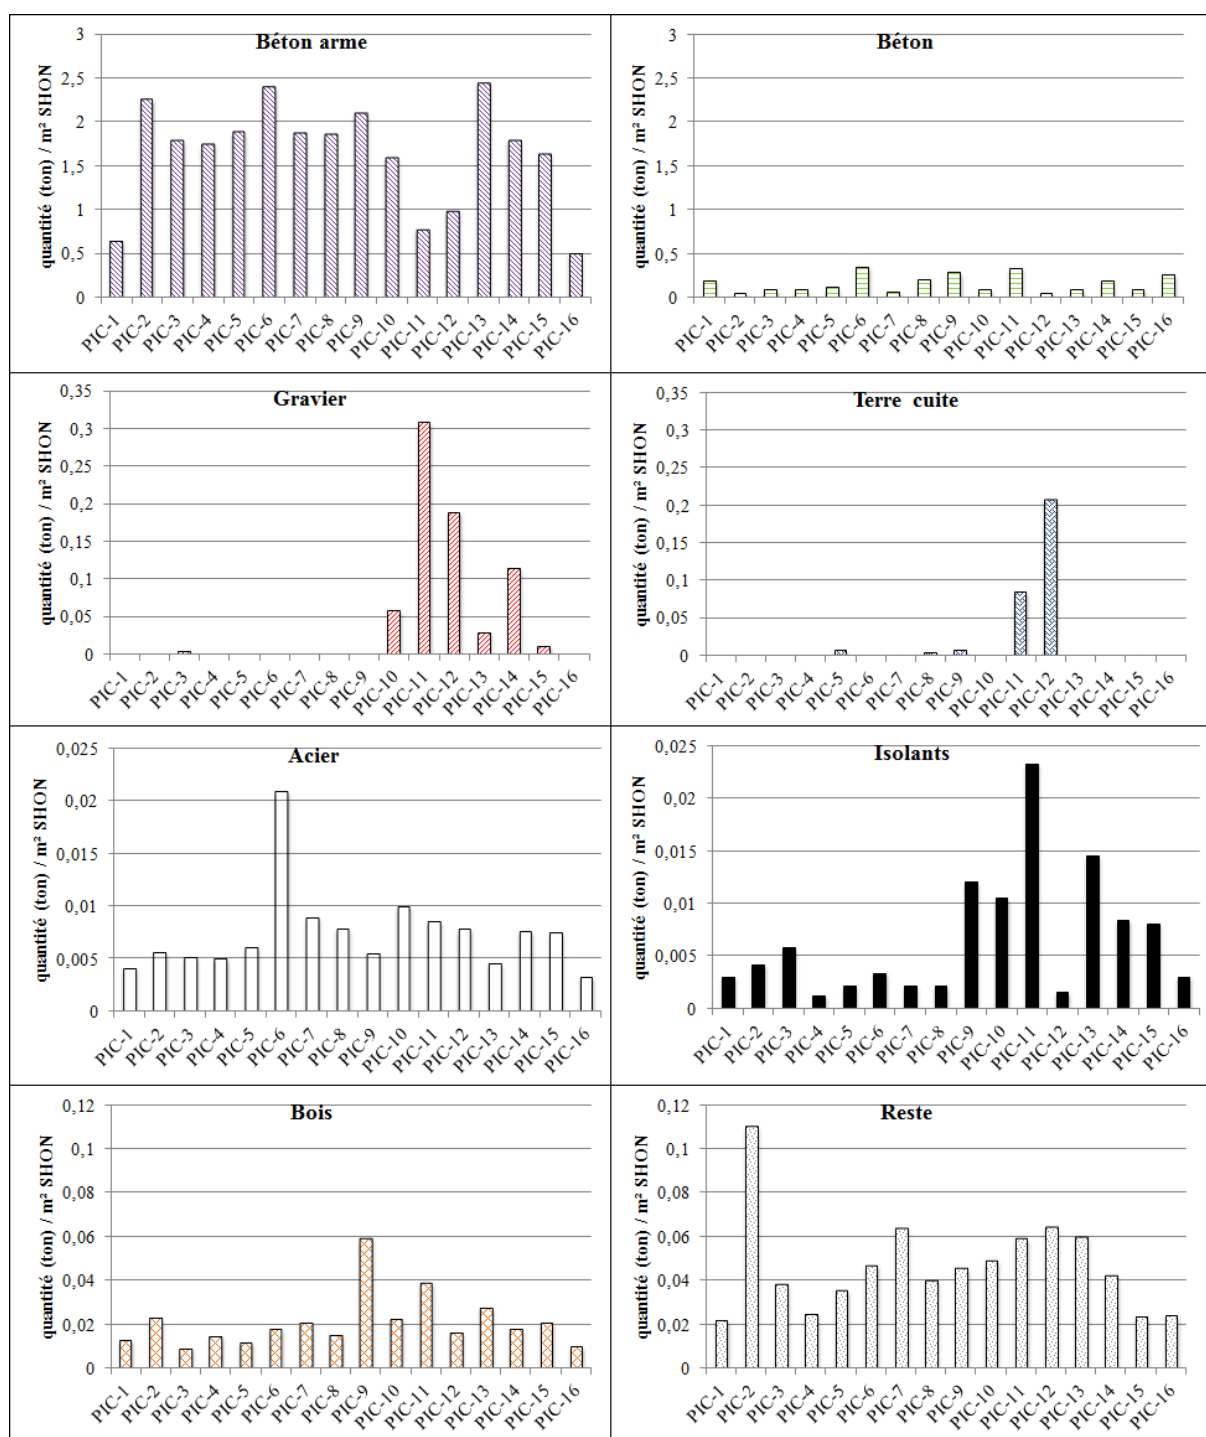 Béton arme
quantité (ton) / m² SHON
3
2,5
2
1,5
1
0,5
0
PIC-1 PIC-2 PIC-3 PIC-4 PIC-5 PIC-6 PIC-7 PIC-8 PIC-9 PIC-10 PIC-11 PIC-12 PIC-13 PIC-14 PIC-15 PIC-16
Béton
quantité (ton) / m² SHON
3
2,5
2
1,5
1
0,5
0
PIC-1 PIC-2 PIC-3 PIC-4 PIC-5 PIC-6 PIC-7 PIC-8 PIC-9 PIC-10 PIC-11 PIC-12 PIC-13 PIC-14 PIC-15 PIC-16
Gravier
quantité (ton) / m² SHON
0,35
0,3
0,25
0,2
0,15
0,1
0,05
0
PIC-1 PIC-2 PIC-3 PIC-4 PIC-5 PIC-6 PIC-7 PIC-8 PIC-9 PIC-10 PIC-11 PIC-12 PIC-13 PIC-14 PIC-15 PIC-16
Terre cuite
quantité (ton) / m² SHON
0,35
0,3
0,25
0,2
0,15
0,1
0,05
0
PIC-1 PIC-2 PIC-3 PIC-4 PIC-5 PIC-6 PIC-7 PIC-8 PIC-9 PIC-10 PIC-11 PIC-12 PIC-13 PIC-14 PIC-15 PIC-16
Acier
quantité (ton) / m² SHON
0,025
0,02
0,015
0,01
0,005
0
PIC-1 PIC-2 PIC-3 PIC-4 PIC-5 PIC-6 PIC-7 PIC-8 PIC-9 PIC-10 PIC-11 PIC-12 PIC-13 PIC-14 PIC-15 PIC-16
Isolants
quantité (ton) / m² SHON
0,025
0,02
0,015
0,01
0,005
0
PIC-1 PIC-2 PIC-3 PIC-4 PIC-5 PIC-6 PIC-7 PIC-8 PIC-9 PIC-10 PIC-11 PIC-12 PIC-13 PIC-14 PIC-15 PIC-16
Bois
quantité (ton) / m² SHON
0,12
0,1
0,08
0,06
0,04
0,02
0
PIC-1 PIC-2 PIC-3 PIC-4 PIC-5 PIC-6 PIC-7 PIC-8 PIC-9 PIC-10 PIC-11 PIC-12 PIC-13 PIC-14 PIC-15 PIC-16
Reste
quantité (ton) / m² SHON
0,12
0,1
0,08
0,06
0,04
0,02
0
PIC-1 PIC-2 PIC-3 PIC-4 PIC-5 PIC-6 PIC-7 PIC-8 PIC-9 PIC-10 PIC-11 PIC-12 PIC-13 PIC-14 PIC-15 PIC-16